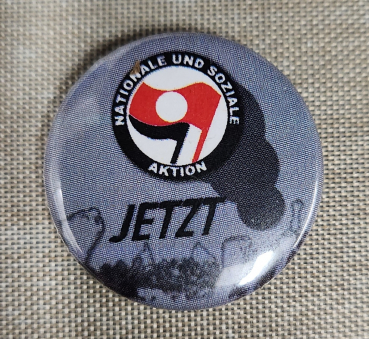 NATIONALE UND SOZIALE
AKTION
JETZT